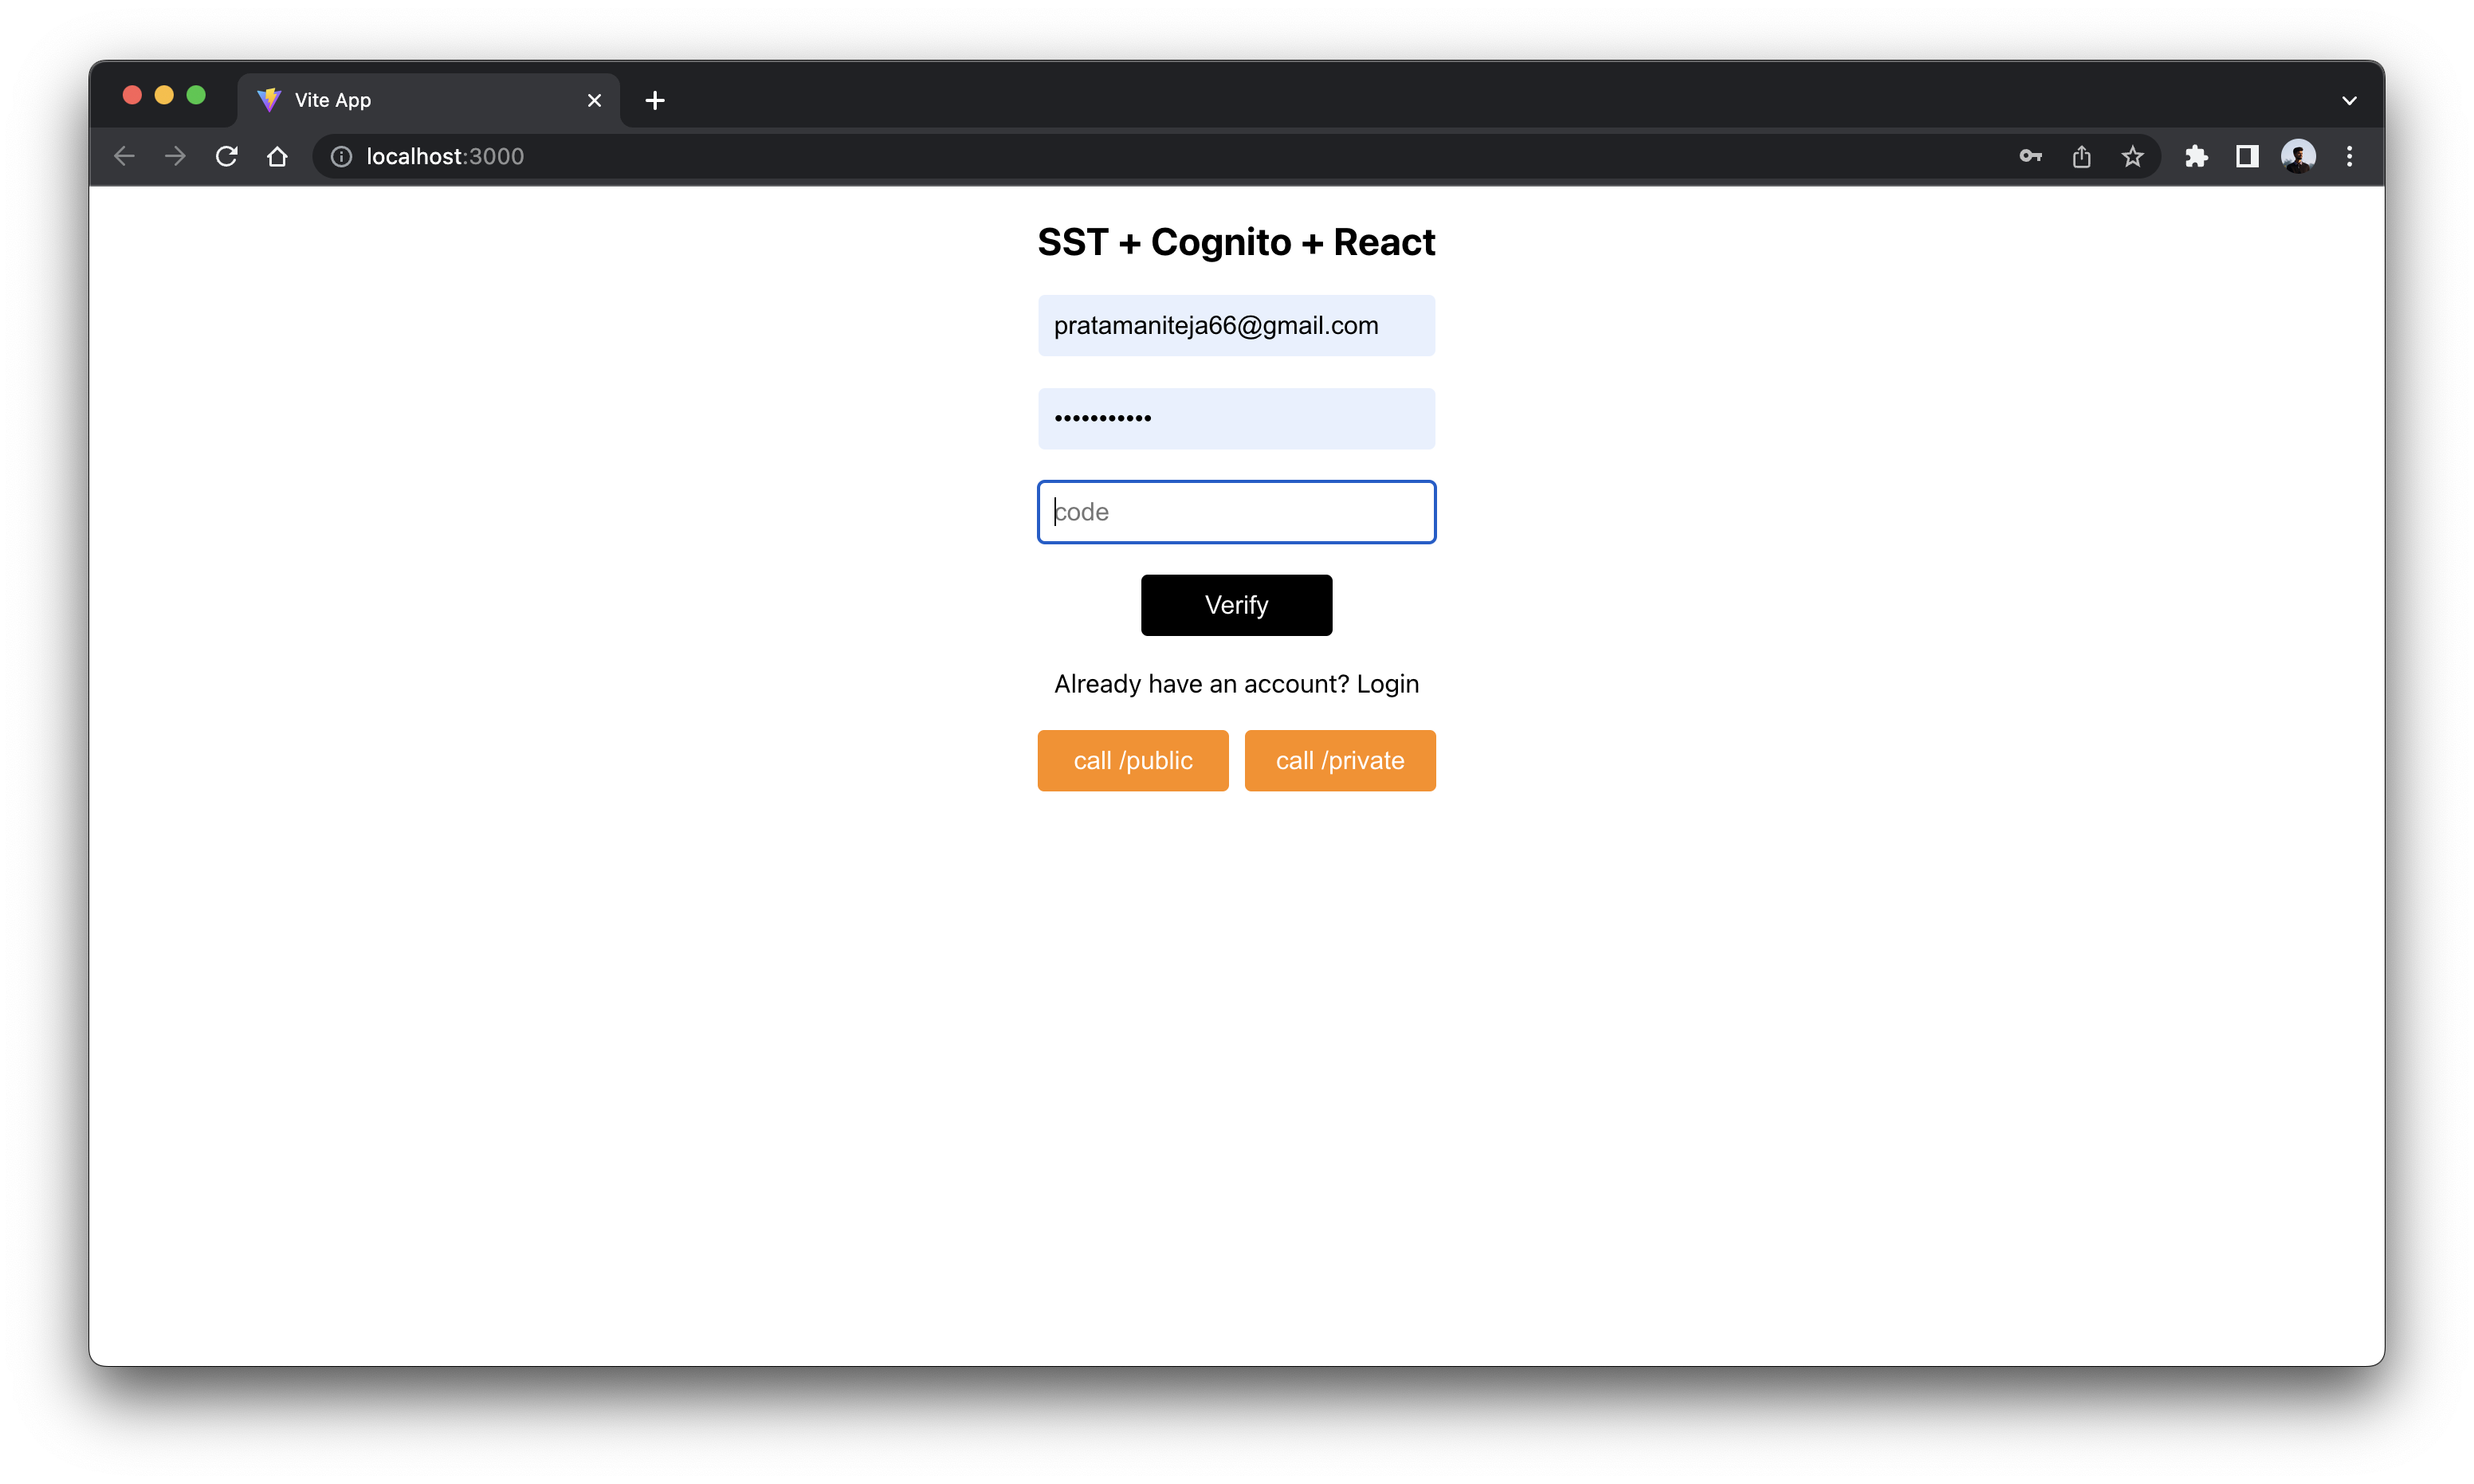 Vite App
localhost:3000
SST + Cognito + React
pratamaniteja66@gmail.com
•••••••••••
code
Verify
Already have an account? Login
call /public
call /private